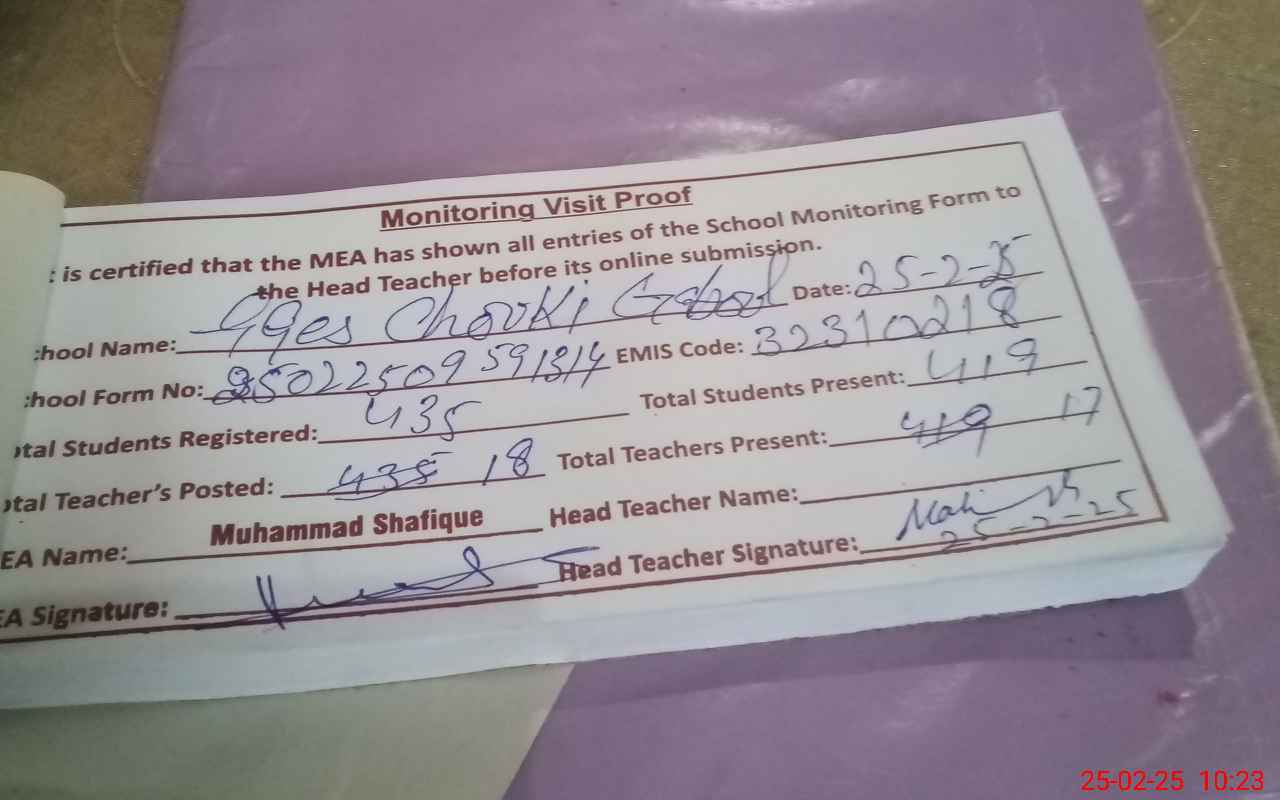 Monitoring Visit Proof
t is certified that the MEA has shown all entries of the School Monitoring Form to
the Head Teacher before its online submission.
chool Name: GGes Chowki Date: 25-2-25
chool Form No: EMIS Code: 32310218
otal Students Registered: 435 Total Students Present: 419
otal Teacher's Posted: 435 18 Total Teachers Present: 419 17
EA Name: Muhammad Shafique Head Teacher Name:
EA Signature: Head Teacher Signature:
25-2-25
25-02-25 10:23